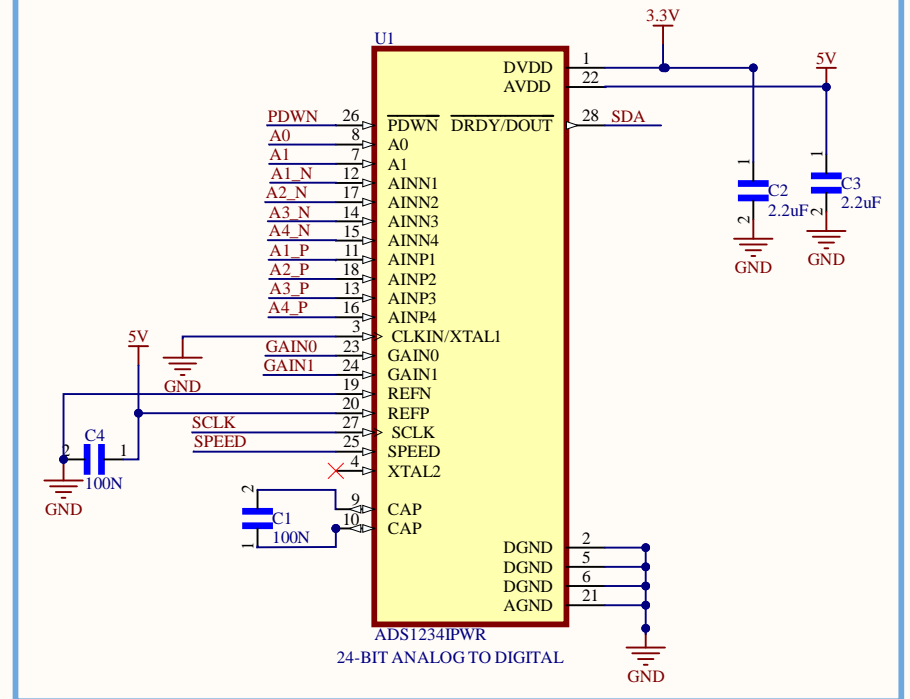 3.3V
U1
5V
DVDD 1
AVDD 22
PDWN 26 PDWN DRDY/DOUT 28 SDA
A0 8 A0
A1 7 A1
A1_N 12 AINN1
A2_N 17 AINN2
A3_N 14 AINN3
A4_N 15 AINN4
A1_P 11 AINP1
A2_P 18 AINP2
A3_P 13 AINP3
A4_P 16 AINP4
3 CLKIN/XTAL1
GAIN0 23 GAIN0
GAIN1 24 GAIN1
19 REFN
20 REFP
SCLK 27 SCLK
SPEED 25 SPEED
4 XTAL2
9 CAP
10 CAP
DGND 2
DGND 5
DGND 6
AGND 21
1
C2
2.2uF
2
GND
1
C3
2.2uF
2
GND
5V
GND
C4
2 1
100N
GND
2
C1
100N
1
GND
ADS1234IPWR
24-BIT ANALOG TO DIGITAL